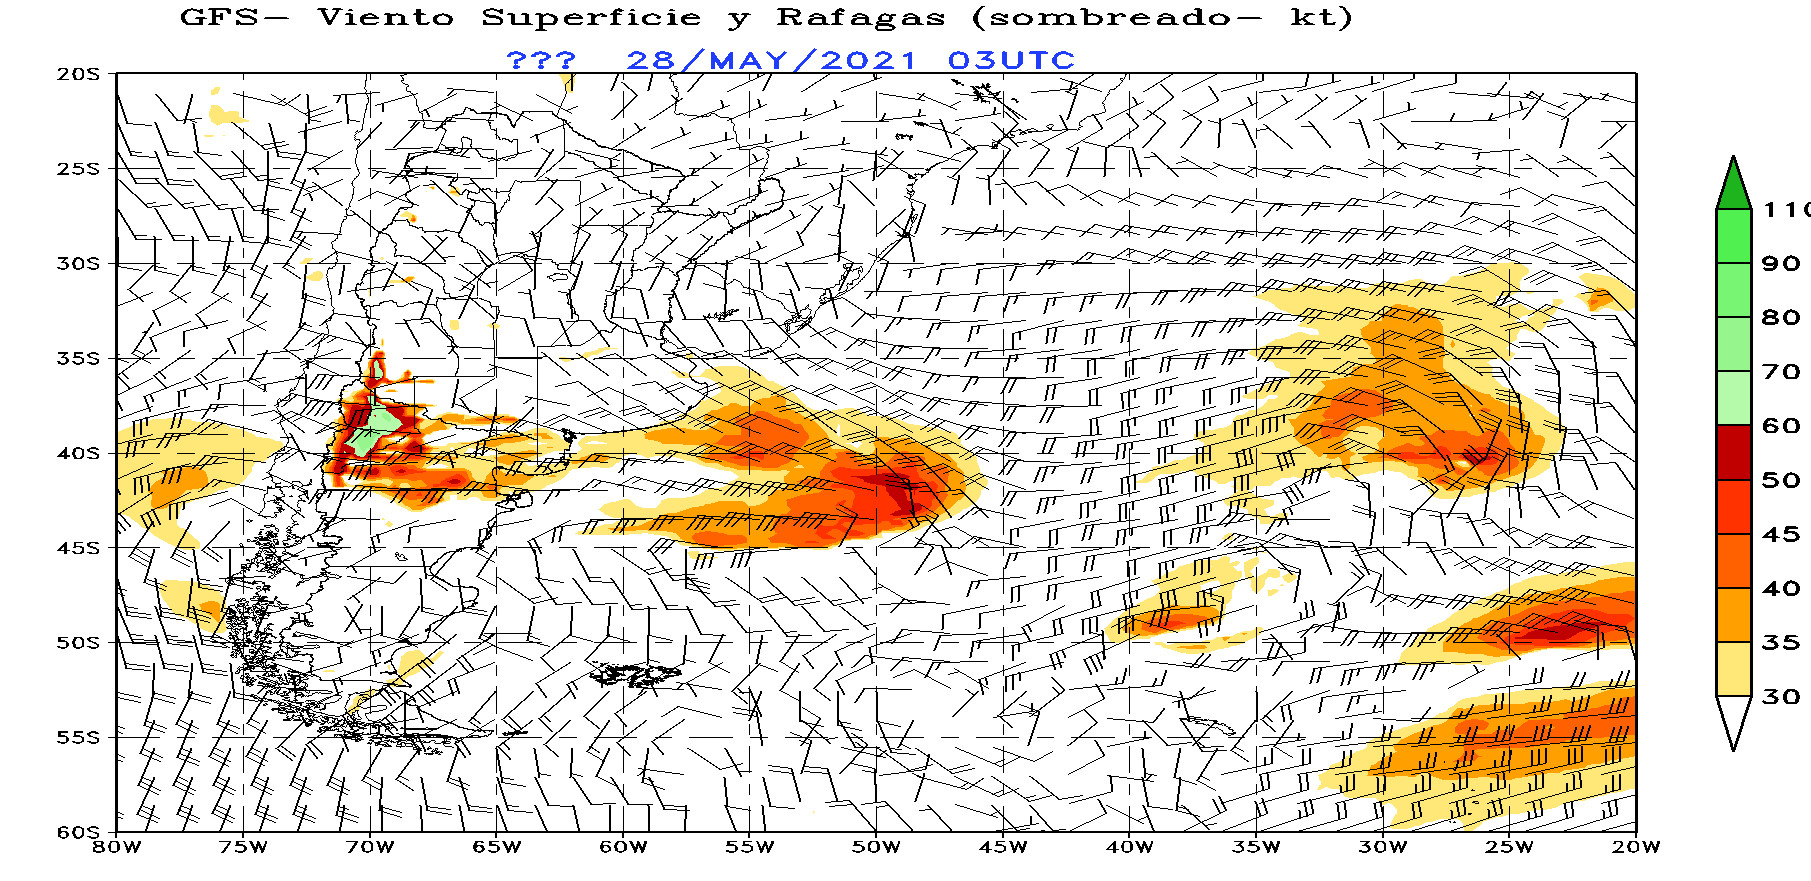 GFS− Viento Superficie y Rafagas (sombreado− kt)
??? 28/MAY/2021 03UTC
20S
25S
30S
35S
40S
45S
50S
55S
60S
80W 75W 70W 65W 60W 55W 50W 45W 40W 35W 30W 25W 20W
110
90
80
70
60
50
45
40
35
30